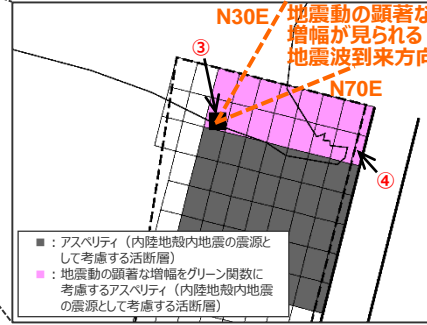 N30E
地震動の顕著な
増幅が見られる
地震波到来方向
N70E
③
④
■：アスペリティ（内陸地殻内地震の震源と
して考慮する活断層）
■：地震動の顕著な増幅をグリーン関数に
考慮するアスペリティ（内陸地殻内地震
の震源として考慮する活断層）